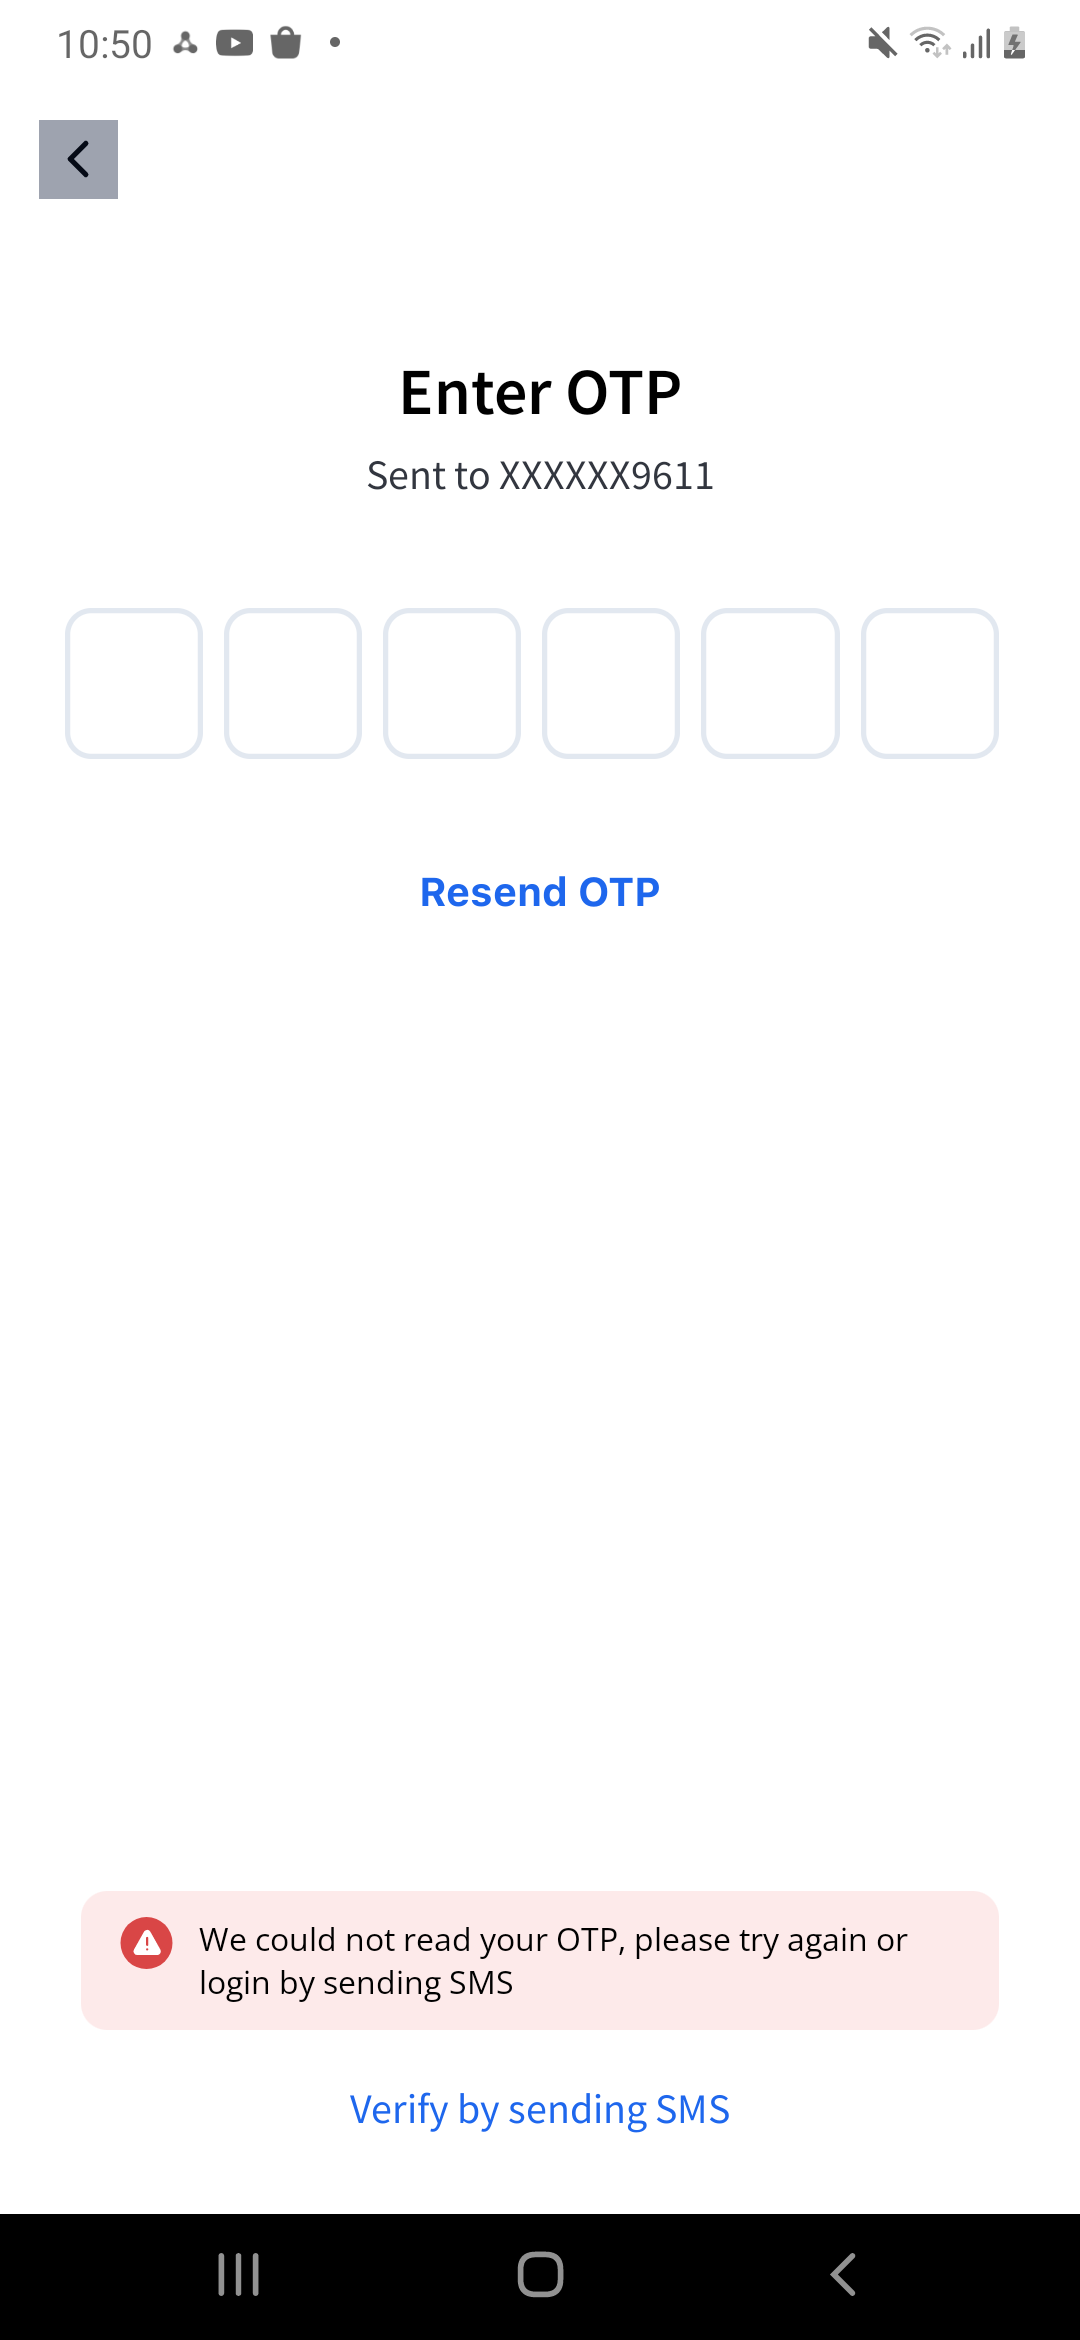 10:50
Enter OTP
Sent to XXXXXX9611
Resend OTP
We could not read your OTP, please try again or
login by sending SMS
Verify by sending SMS